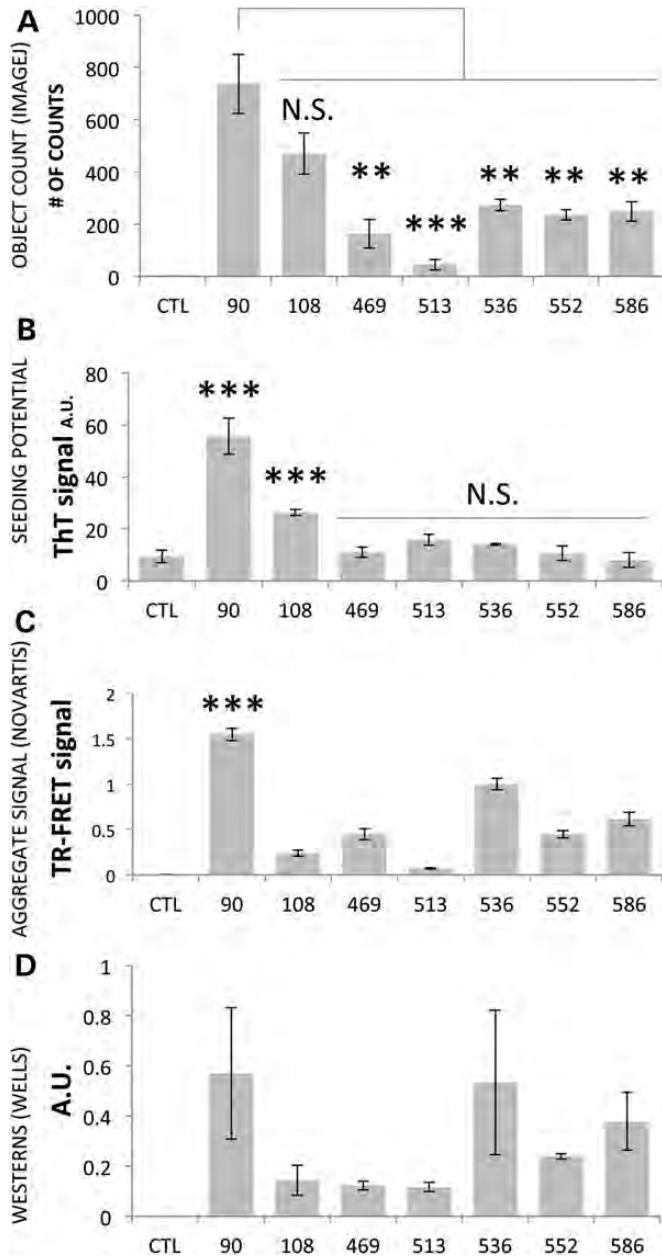 A
OBJECT COUNT (IMAGEJ)
# OF COUNTS
1000
800
600
400
200
0
N.S.
**
***
**
**
**
CTL 90 108 469 513 536 552 586
B
SEEDING POTENTIAL
ThT signal A.U.
80
60
40
20
0
***
***
N.S.
CTL 90 108 469 513 536 552 586
C
AGGREGATE SIGNAL (NOVARTIS)
TR-FRET signal
2
1.5
1
0.5
0
***
CTL 90 108 469 513 536 552 586
D
WESTERNS (WELLS)
A.U.
1
0.8
0.6
0.4
0.2
0
CTL 90 108 469 513 536 552 586